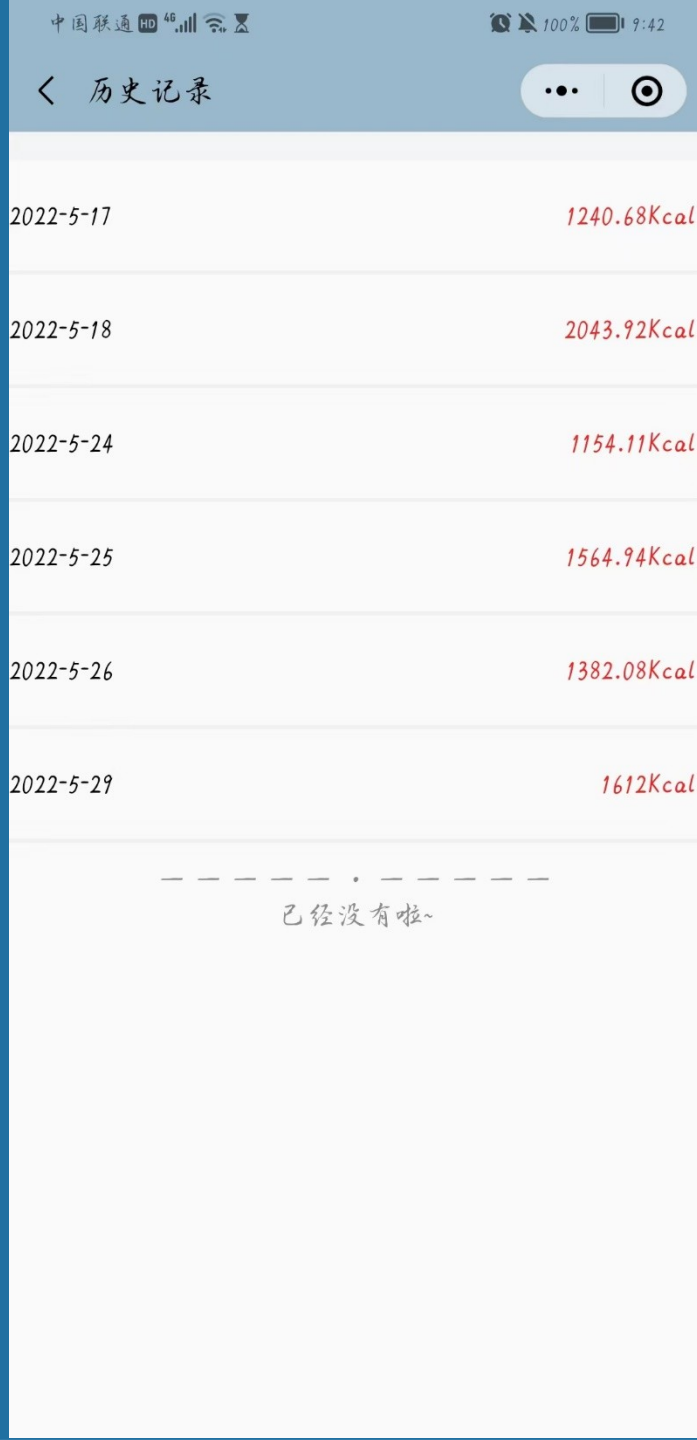 中国联通 HD 4G 100% 9:42
历史记录
2022-5-17 1240.68Kcal
2022-5-18 2043.92Kcal
2022-5-24 1154.11Kcal
2022-5-25 1564.94Kcal
2022-5-26 1382.08Kcal
2022-5-29 1612Kcal
已经没有啦~